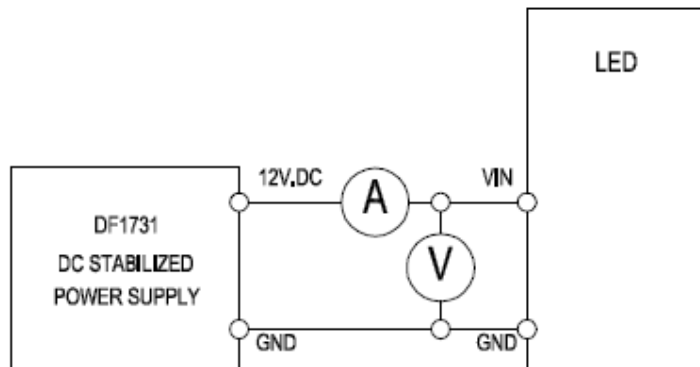 LED
12V.DC
A
VIN
DF1731
DC STABILIZED
POWER SUPPLY
V
GND
GND